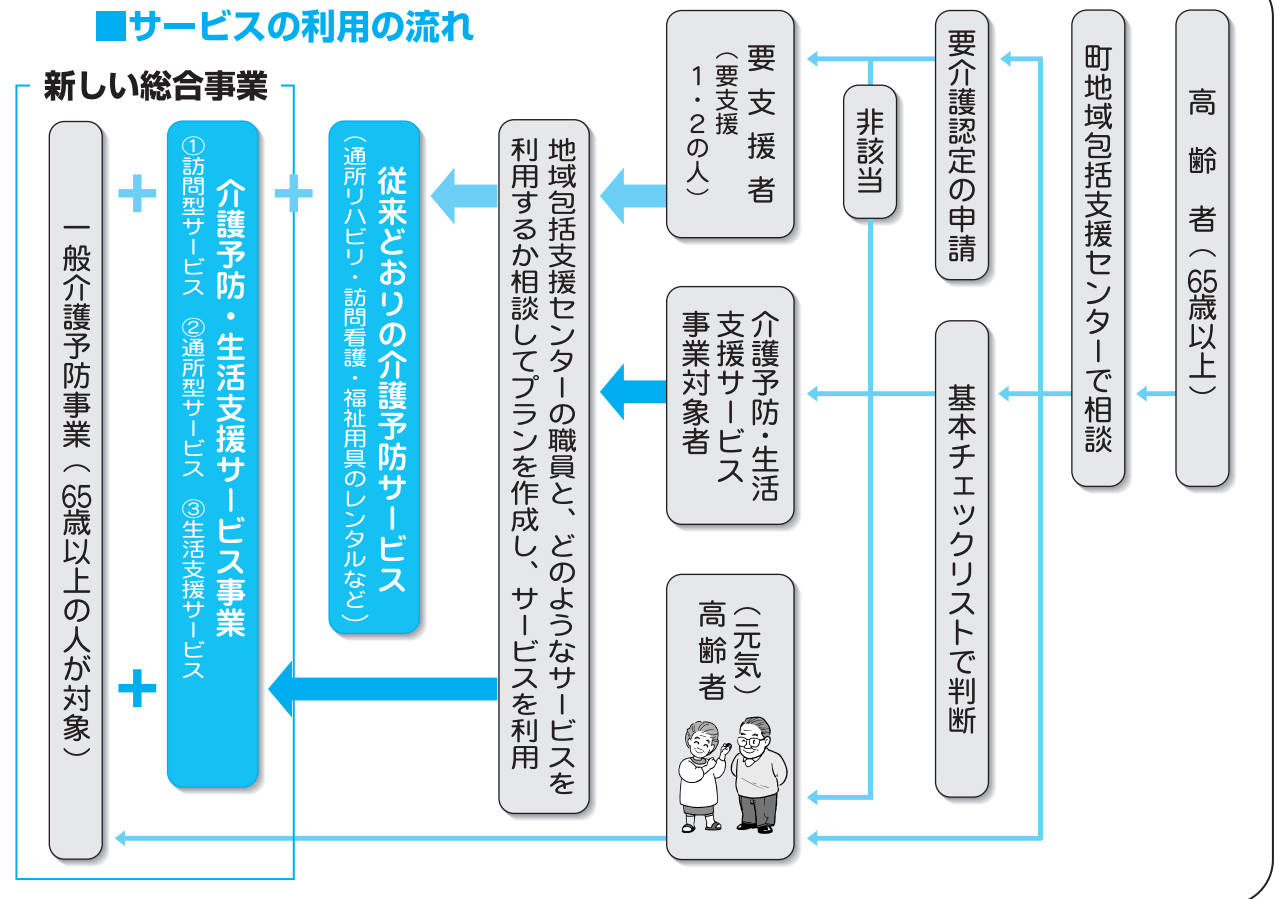 ■サービスの利用の流れ
高齢者(65歳以上)
町地域包括支援センターで相談
要介護認定の申請
基本チェックリストで判断
非該当
要支援者
(要支援
1・2の人)
介護予防・生活
支援サービス
事業対象者
(元気)
高齢者
地域包括支援センターの職員と、どのようなサービスを
利用するか相談してプランを作成し、サービスを利用
従来どおりの介護予防サービス
(通所リハビリ・訪問看護・福祉用具のレンタルなど)
新しい総合事業
介護予防・生活支援サービス事業
①訪問型サービス ②通所型サービス ③生活支援サービス
一般介護予防事業(65歳以上の人が対象)